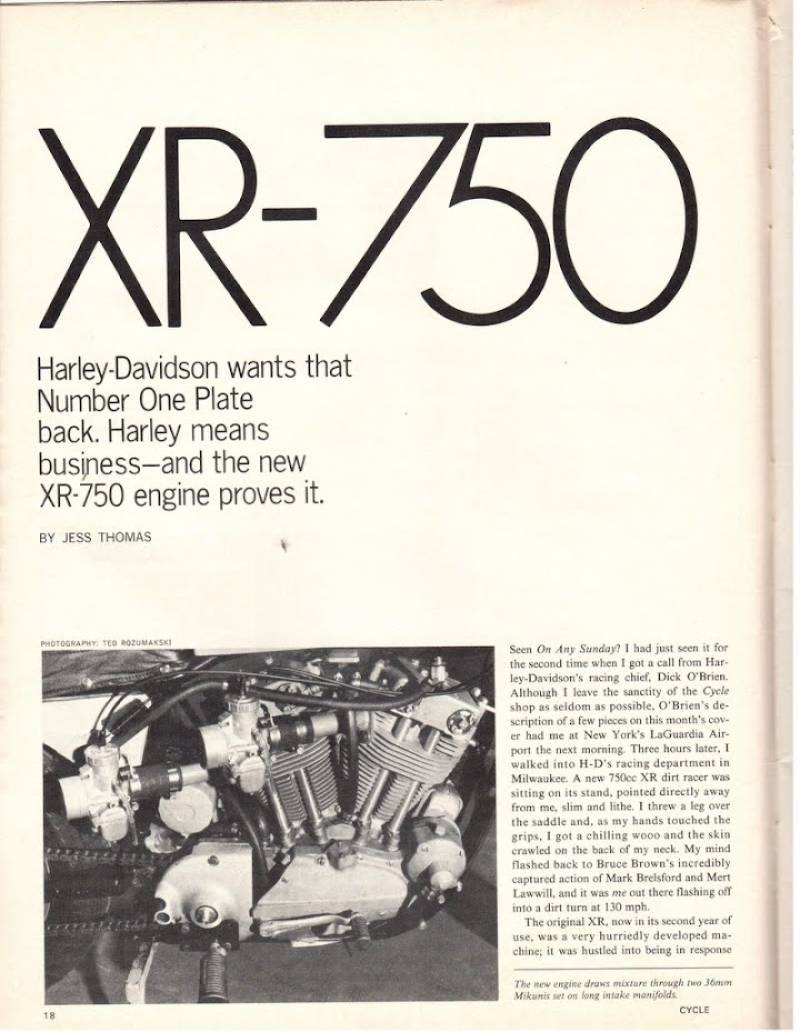 XR-750
Harley-Davidson wants that
Number One Plate
back. Harley means
business—and the new
XR-750 engine proves it.
BY JESS THOMAS
PHOTOGRAPHY: TED ROZUMAKSKI
Seen On Any Sunday? I had just seen it for
the second time when I got a call from Har-
ley-Davidson's racing chief, Dick O'Brien.
Although I leave the sanctity of the Cycle
shop as seldom as possible, O'Brien's de-
scription of a few pieces on this month's cov-
er had me at New York's LaGuardia Air-
port the next morning. Three hours later, I
walked into H-D's racing department in
Milwaukee. A new 750cc XR dirt racer was
sitting on its stand, pointed directly away
from me, slim and lithe. I threw a leg over
the saddle and, as my hands touched the
grips, I got a chilling wooo and the skin
crawled on the back of my neck. My mind
flashed back to Bruce Brown's incredibly
captured action of Mark Brelsford and Mert
Lawwill, and it was me out there flashing off
into a dirt turn at 130 mph.
The original XR, now in its second year of
use, was a very hurriedly developed ma-
chine; it was hustled into being in response
The new engine draws mixture through two 36mm
Mikunis set on long intake manifolds.
18
CYCLE